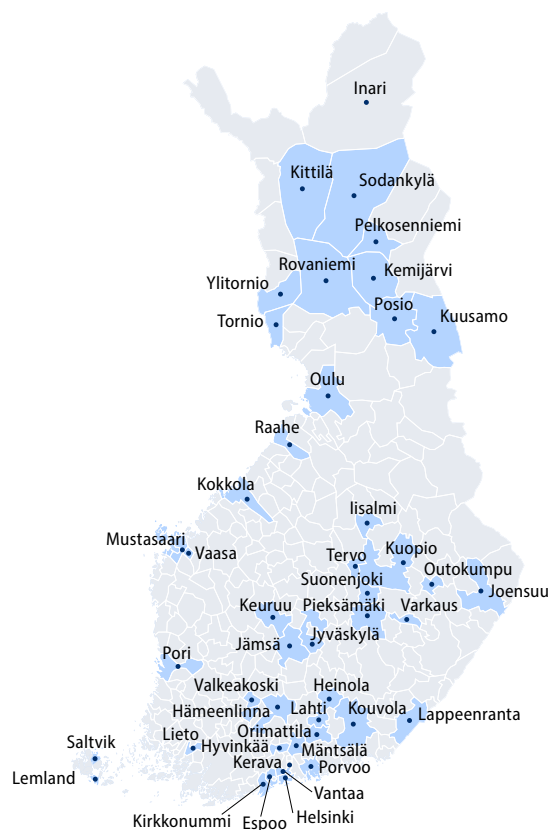 Inari
Kittilä
Sodankylä
Pelkosenniemi
Rovaniemi
Kemijärvi
Ylitornio
Posio
Tornio
Kuusamo
Oulu
Raahe
Kokkola
Iisalmi
Mustasaari
Vaasa
Tervo
Kuopio
Outokumpu
Suonenjoki
Joensuu
Keuruu
Pieksämäki
Varkaus
Jämsä
Jyväskylä
Pori
Valkeakoski
Heinola
Hämeenlinna
Lahti
Kouvola
Lappeenranta
Orimattila
Lieto
Saltvik
Hyvinkää
Mäntsälä
Kerava
Porvoo
Lemland
Vantaa
Kirkkonummi
Espoo
Helsinki